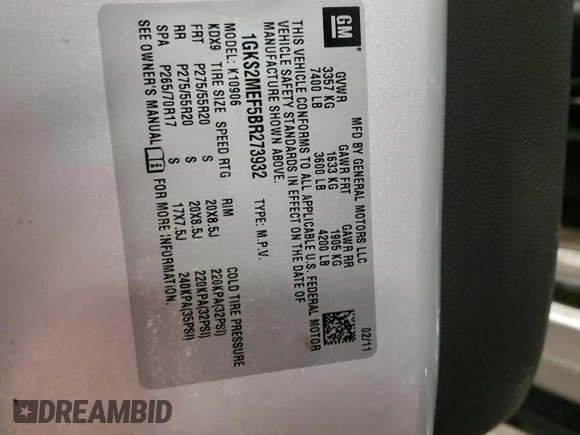 GM
MFD BY GENERAL MOTORS LLC
02/11
GVWR GAWR FRT GAWR RR
3357 KG 1633 KG 1905 KG
7400 LB 3600 LB 4200 LB
THIS VEHICLE CONFORMS TO ALL APPLICABLE U.S. FEDERAL MOTOR
VEHICLE SAFETY STANDARDS IN EFFECT ON THE DATE OF
MANUFACTURE SHOWN ABOVE.
1GKS2MEF5BR273932 TYPE: M.P.V.
MODEL: K10906
KDX9 TIRE SIZE SPEED RTG RIM COLD TIRE PRESSURE
FRT P275/55R20 S 20X8.5J 220KPA(32PSI)
RR P275/55R20 S 20X8.5J 220KPA(32PSI)
SPA P265/70R17 S 17X7.5J 240KPA(35PSI)
SEE OWNER'S MANUAL FOR MORE INFORMATION.
DREAMBID